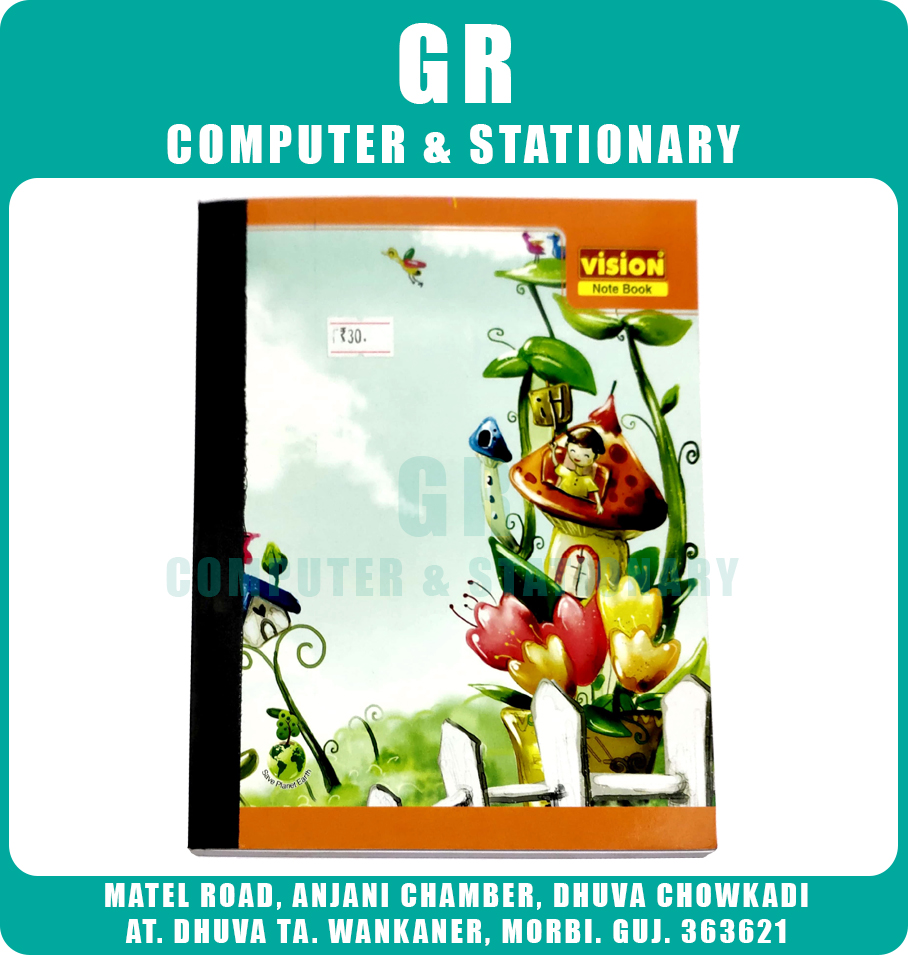 GR
COMPUTER & STATIONARY
VISION
Note Book
₹30.
GR
COMPUTER & STATIONARY
Save Planet Earth
MATEL ROAD, ANJANI CHAMBER, DHUVA CHOWKADI
AT. DHUVA TA. WANKANER, MORBI. GUJ. 363621